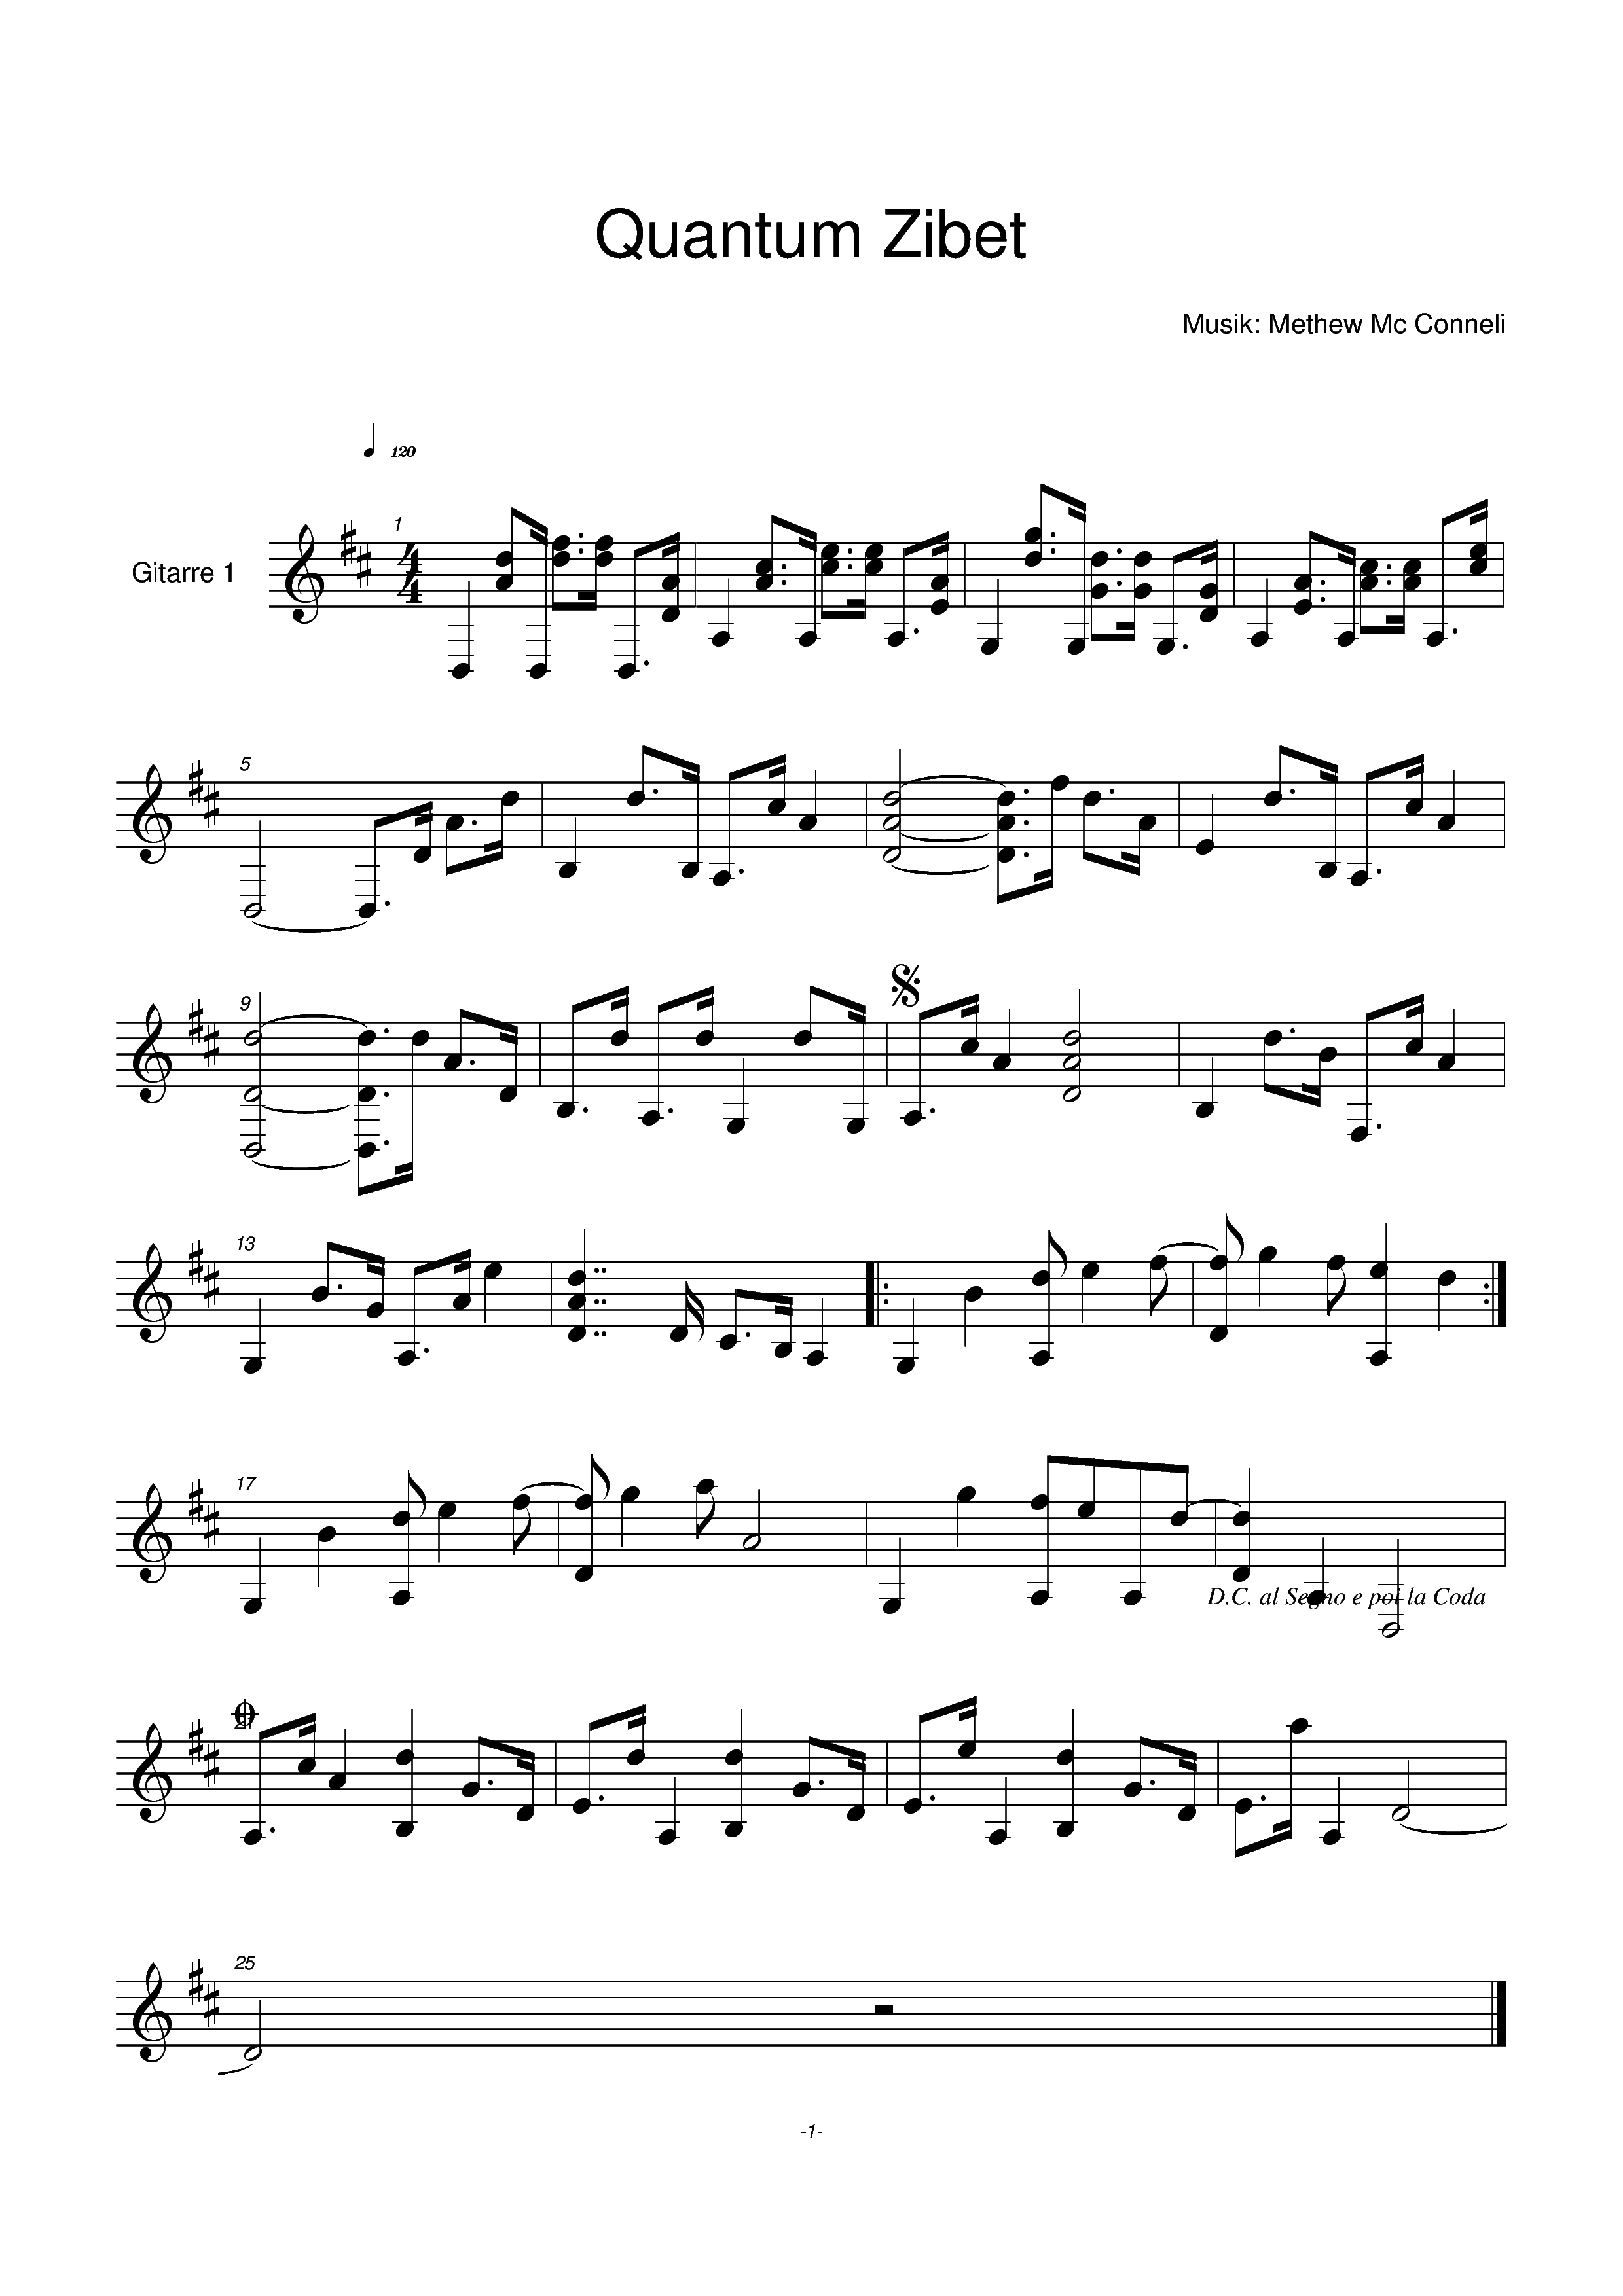 Quantum Zibet
Musik: Methew Mc Conneli
= 120
1
Gitarre 1
4
4
5
9
13
17
D.C. al Segno e poi la Coda
21
25
-1-